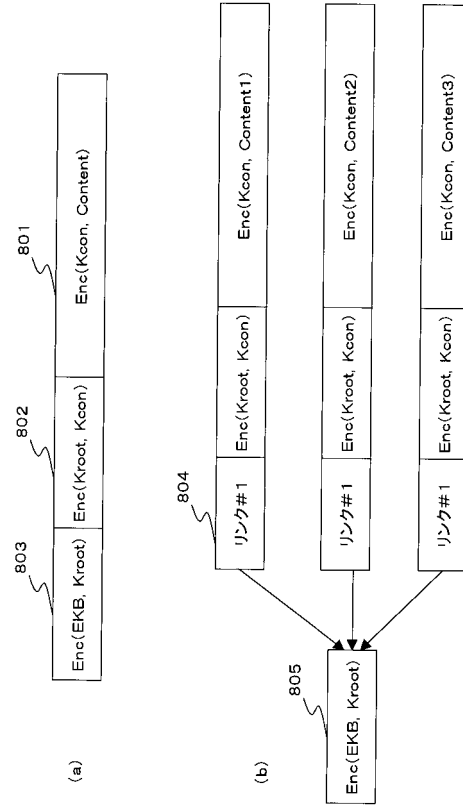 (a)
803
802
801
Enc(EKB, Kroot)
Enc(Kroot, Kcon)
Enc(Kcon, Content)
(b)
805
Enc(EKB, Kroot)
804
リンク#1
Enc(Kroot, Kcon)
Enc(Kcon, Content1)
リンク#1
Enc(Kroot, Kcon)
Enc(Kcon, Content2)
リンク#1
Enc(Kroot, Kcon)
Enc(Kcon, Content3)